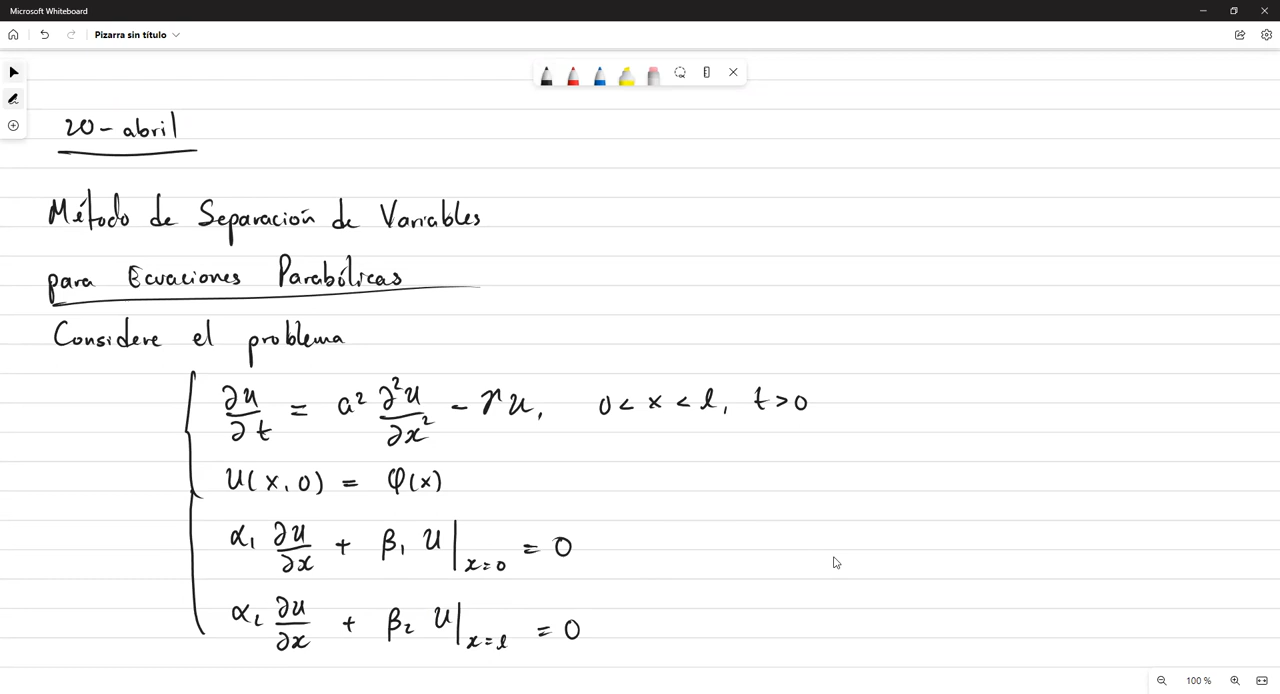 Microsoft Whiteboard
Pizarra sin título
20 - abril
Método de Separación de Variables
para Ecuaciones Parabólicas
Considere el problema
∂u/∂t = a² ∂²u/∂x² - γu, 0 < x < l, t > 0
u(x,0) = φ(x)
α₁ ∂u/∂x + β₁ u|ₓ₌₀ = 0
α₂ ∂u/∂x + β₂ u|ₓ₌ₗ = 0
100 %